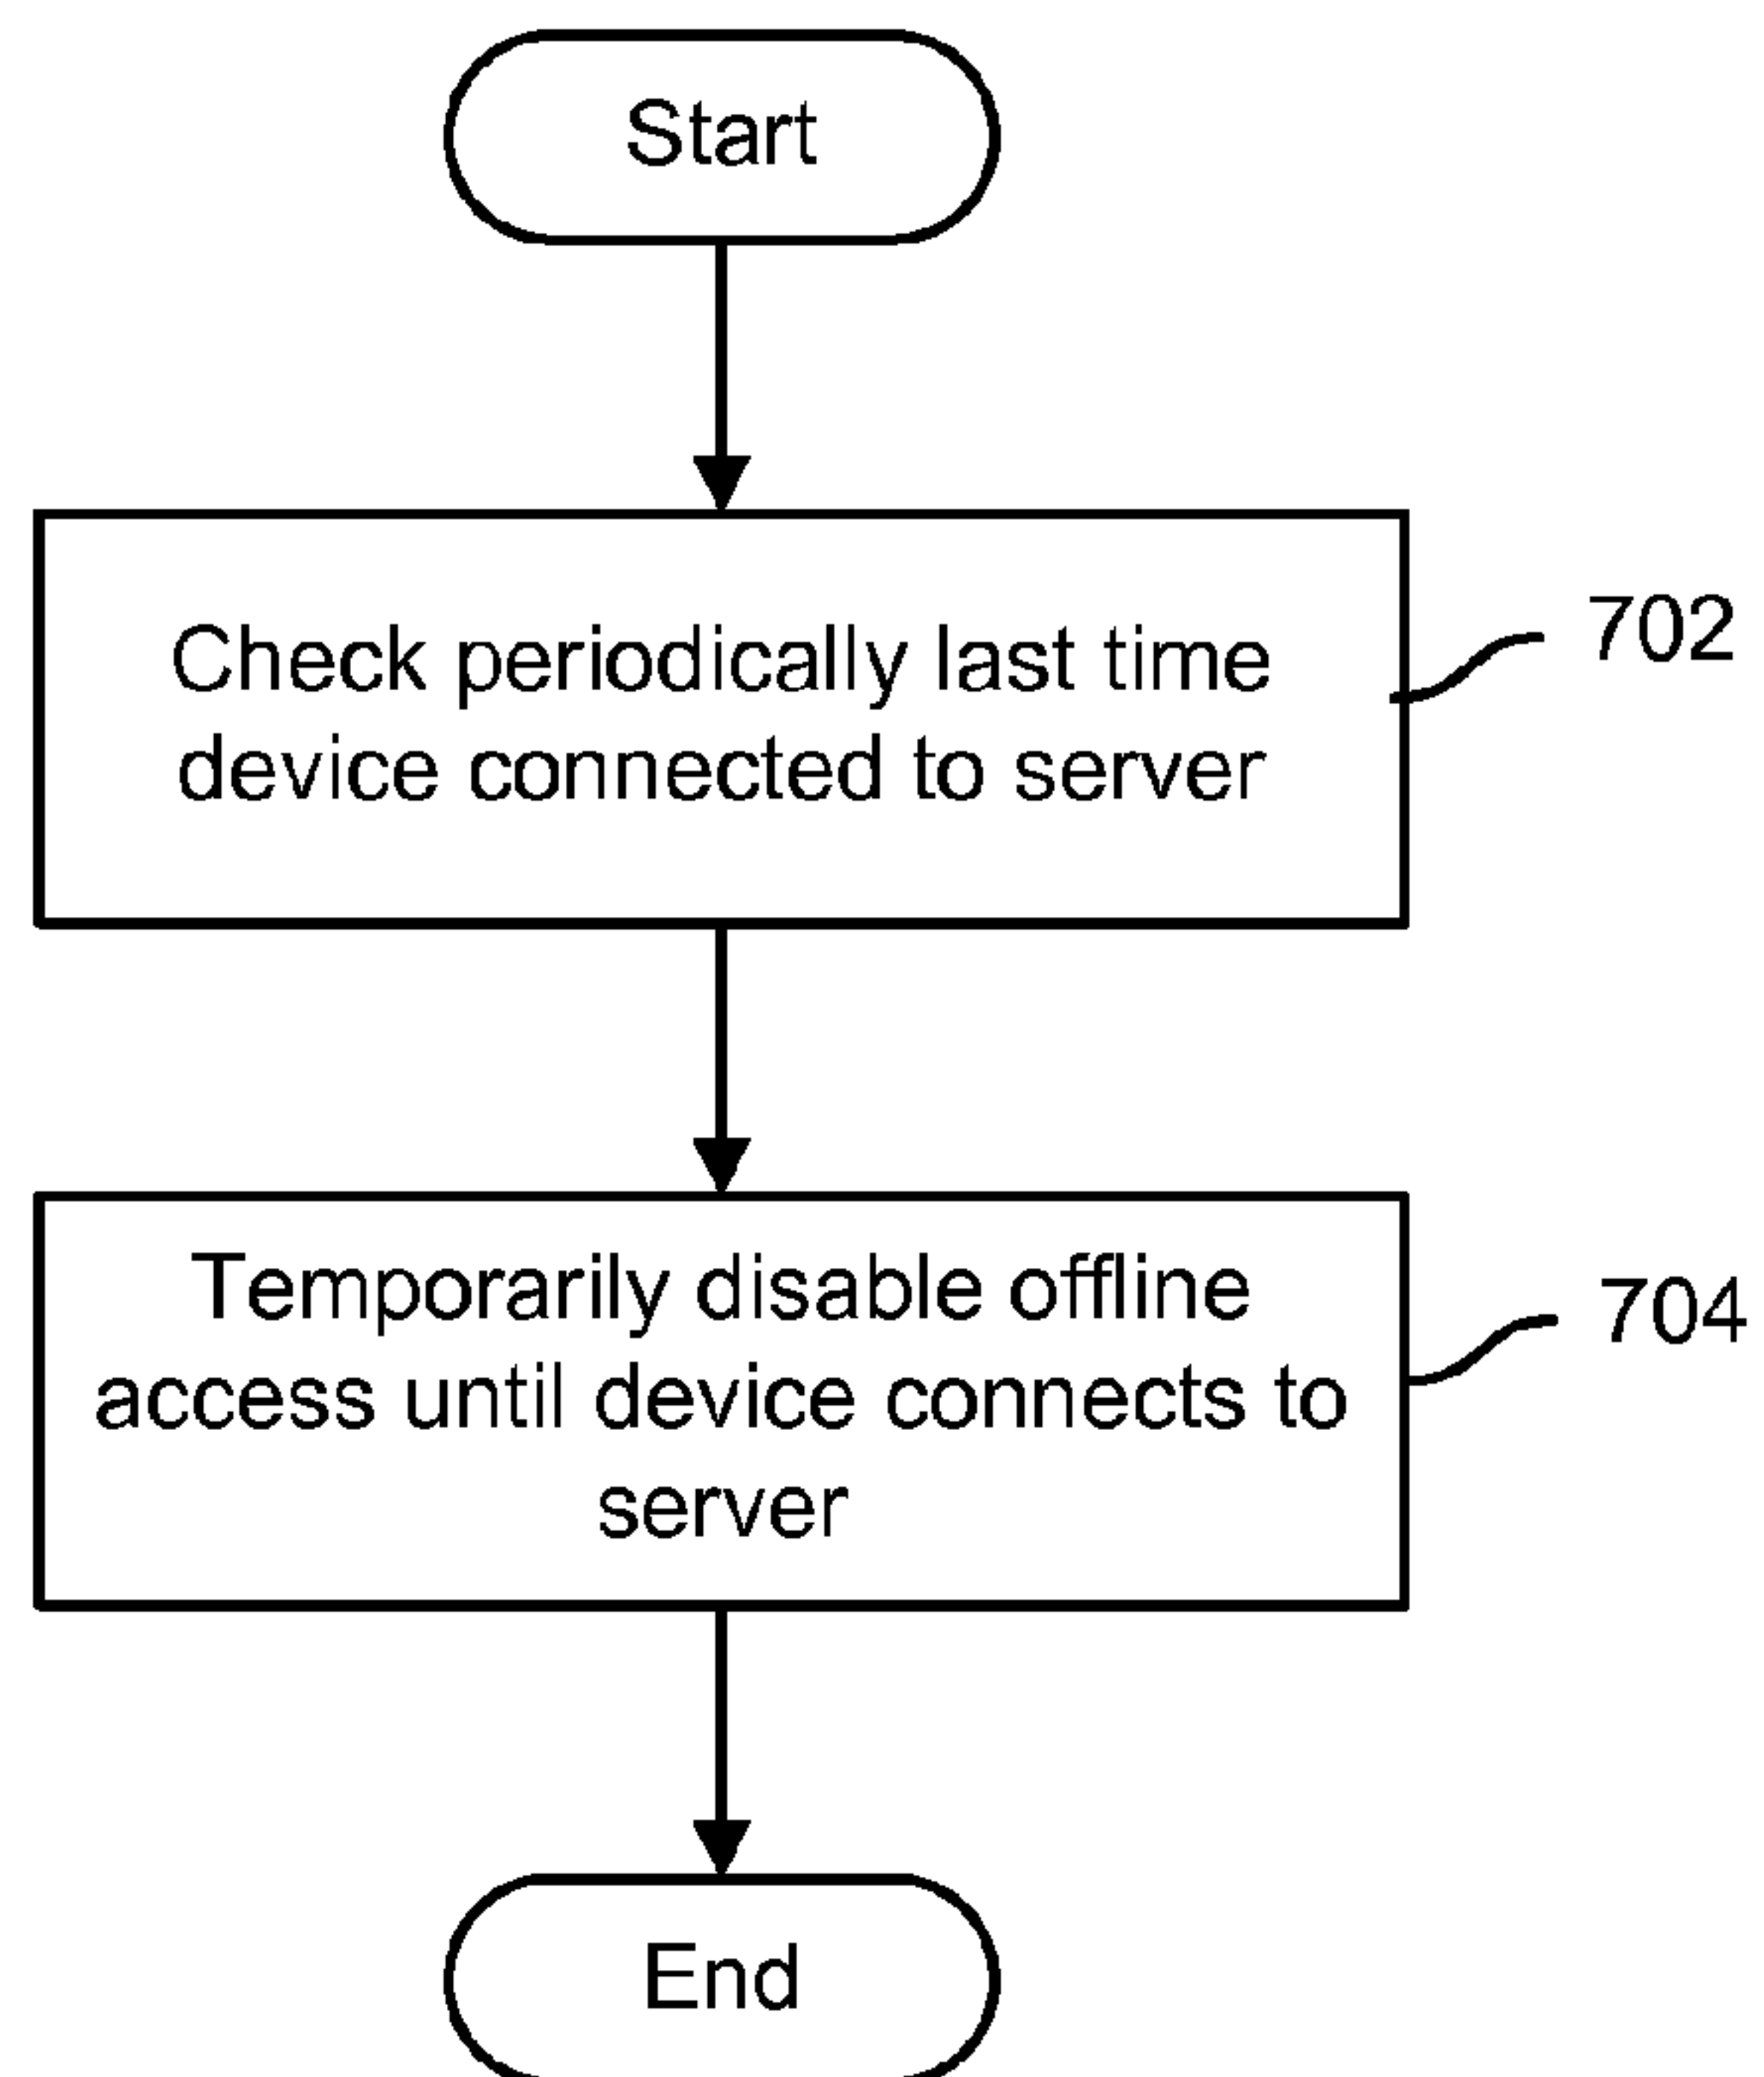 Start
Check periodically last time
device connected to server
702
Temporarily disable offline
access until device connects to
server
704
End